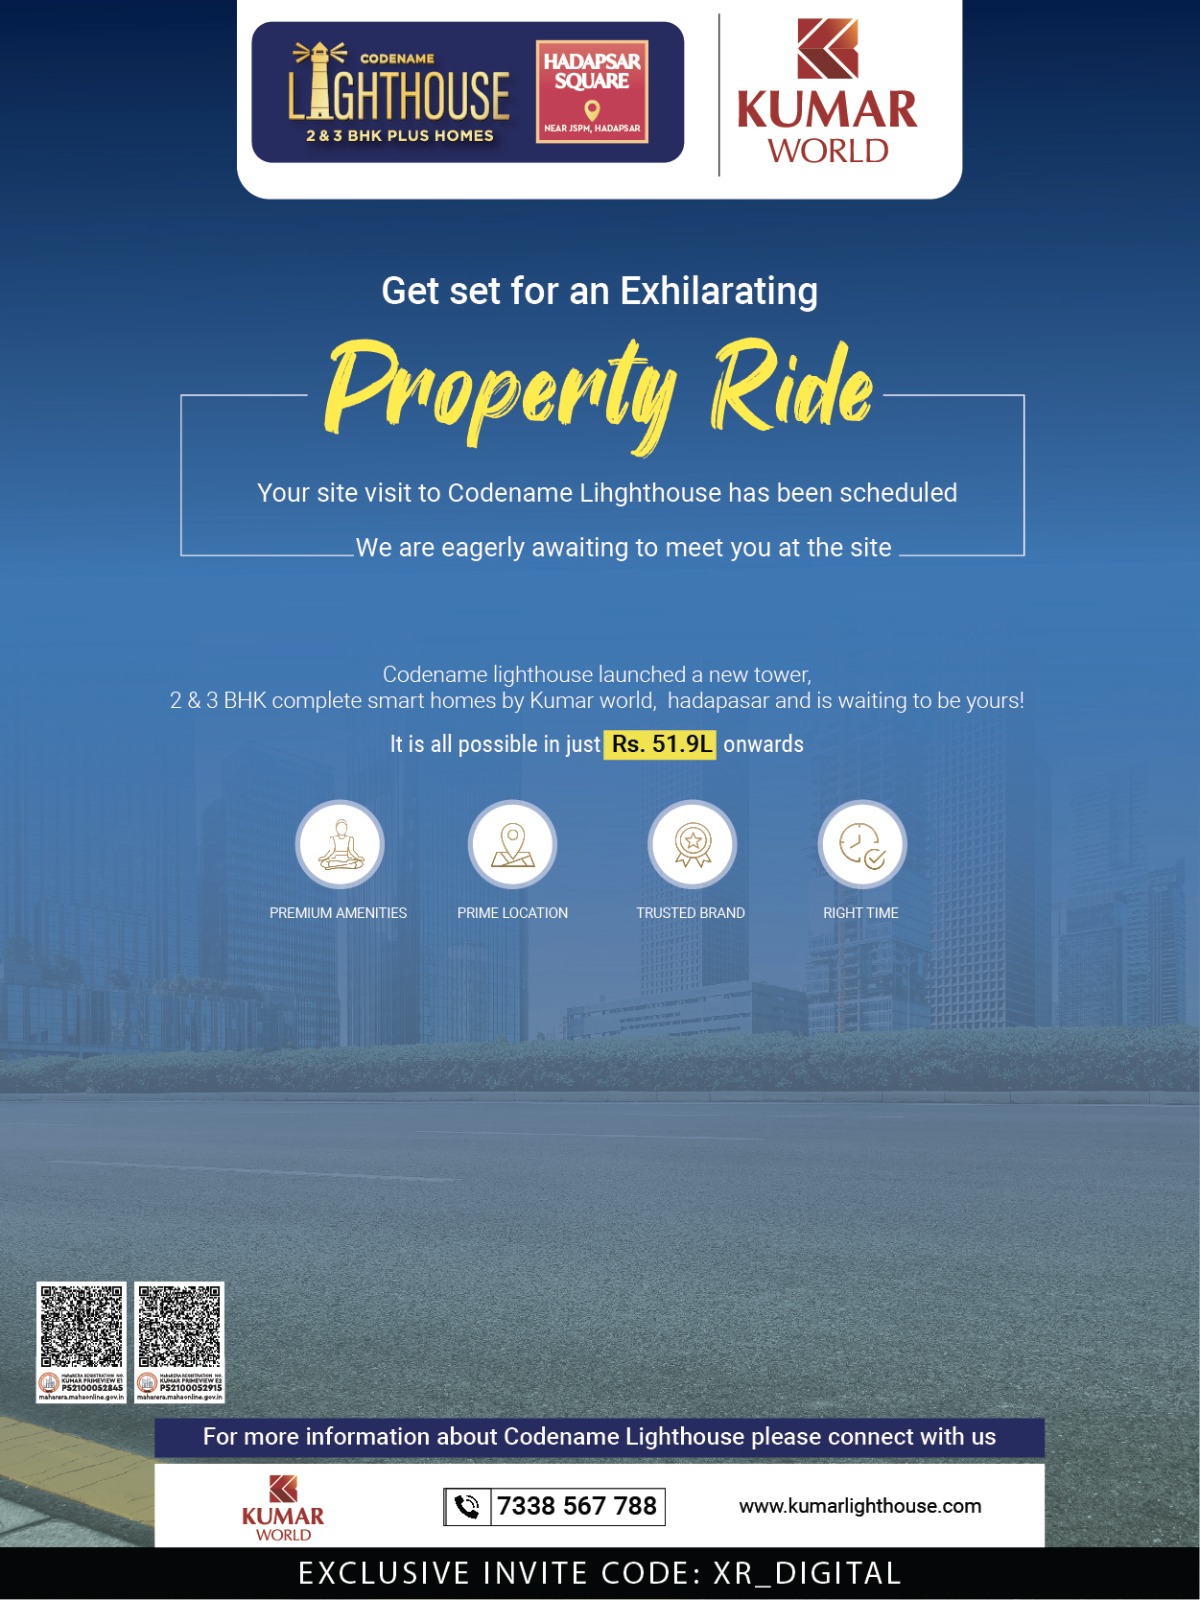 CODENAME
LIGHTHOUSE
2 & 3 BHK PLUS HOMES
HADAPSAR
SQUARE
NEAR JSPM, HADAPSAR
KUMAR
WORLD
Get set for an Exhilarating
Property Ride
Your site visit to Codename Lihghthouse has been scheduled
We are eagerly awaiting to meet you at the site
Codename lighthouse launched a new tower,
2 & 3 BHK complete smart homes by Kumar world, hadapasar and is waiting to be yours!
It is all possible in just Rs. 51.9L onwards
PREMIUM AMENITIES
PRIME LOCATION
TRUSTED BRAND
RIGHT TIME
MahaRERA REGISTRATION NO.
KUMAR PRIMEVIEW E1
P52100052845
maharera.mahaonline.gov.in
MahaRERA REGISTRATION NO.
KUMAR PRIMEVIEW E2
P52100052915
maharera.mahaonline.gov.in
For more information about Codename Lighthouse please connect with us
KUMAR
WORLD
7338 567 788
www.kumarlighthouse.com
EXCLUSIVE INVITE CODE: XR_DIGITAL